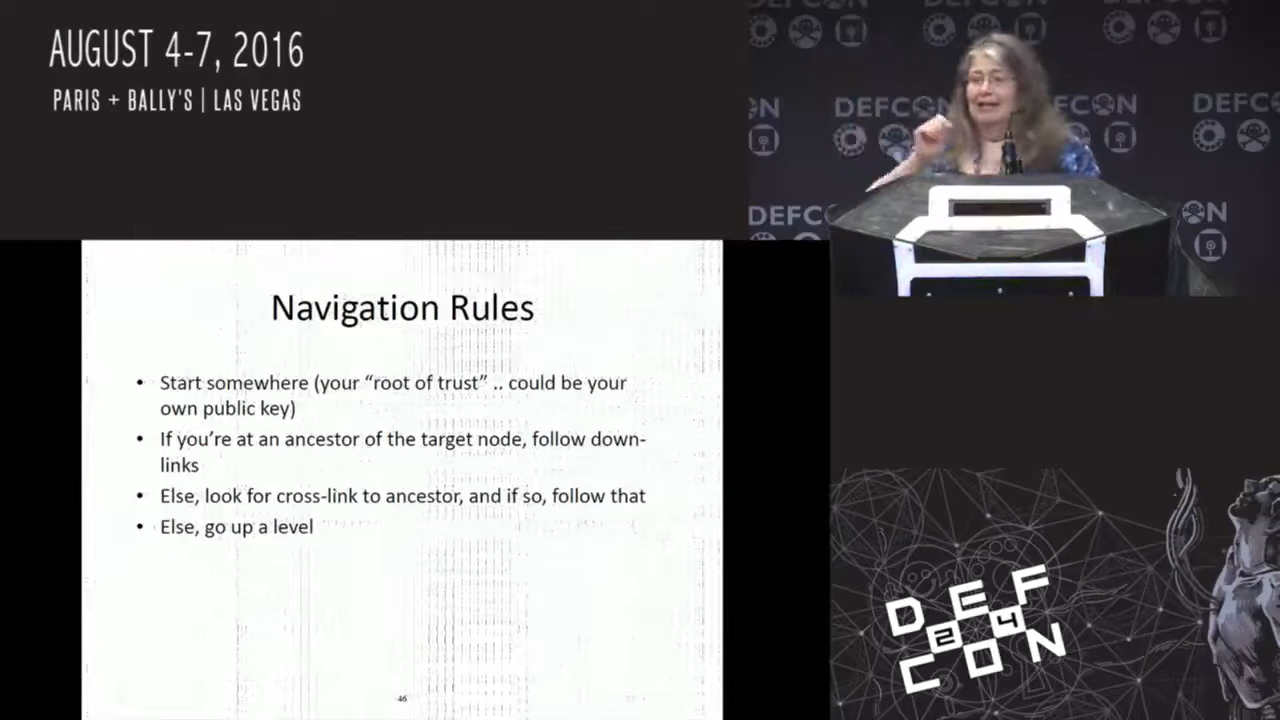 AUGUST 4-7, 2016
PARIS + BALLY'S | LAS VEGAS
DEFCON
DEFCON
DEFCON
Navigation Rules
• Start somewhere (your “root of trust” .. could be your
own public key)
• If you’re at an ancestor of the target node, follow down-
links
• Else, look for cross-link to ancestor, and if so, follow that
• Else, go up a level
46
DEF
24
CON